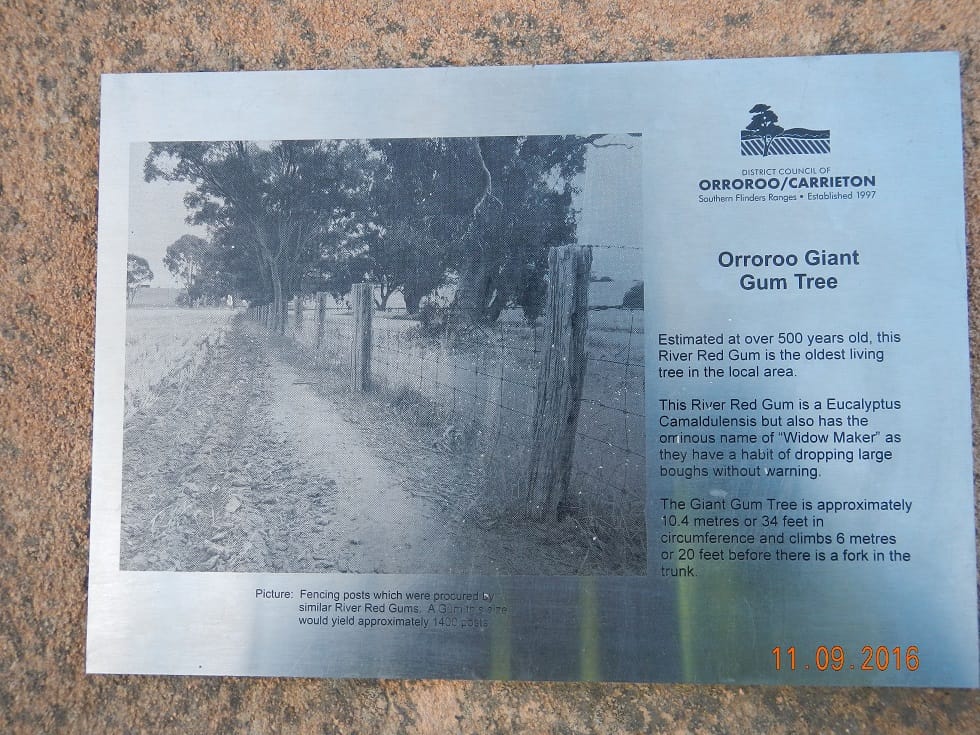 DISTRICT COUNCIL OF
ORROROO/CARRIETON
Southern Flinders Ranges • Established 1997
Orroroo Giant
Gum Tree
Estimated at over 500 years old, this
River Red Gum is the oldest living
tree in the local area.
This River Red Gum is a Eucalyptus
Camaldulensis but also has the
ominous name of “Widow Maker” as
they have a habit of dropping large
boughs without warning.
The Giant Gum Tree is approximately
10.4 metres or 34 feet in
circumference and climbs 6 metres
or 20 feet before there is a fork in the
trunk.
Picture: Fencing posts which were procured by
similar River Red Gums. A Gum this size
would yield approximately 1400 posts
11.09.2016